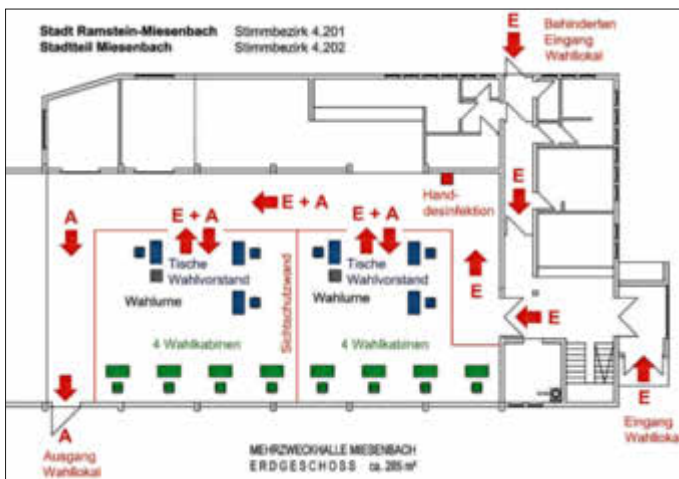 Stadt Ramstein-Miesenbach Stimmbezirk 4.201
Stadtteil Miesenbach Stimmbezirk 4.202
E
Behinderten
Eingang
Wahllokal
E
Hand-
desinfektion
A
E + A
E + A
E + A
Tische
Wahlvorstand
Wahlurne
Sichtschutzwand
Tische
Wahlvorstand
Wahlurne
E
E
4 Wahlkabinen
4 Wahlkabinen
A
Ausgang
Wahllokal
E
Eingang
Wahllokal
MEHRZWECKHALLE MIESENBACH
ERDGESCHOSS ca. 285 m²